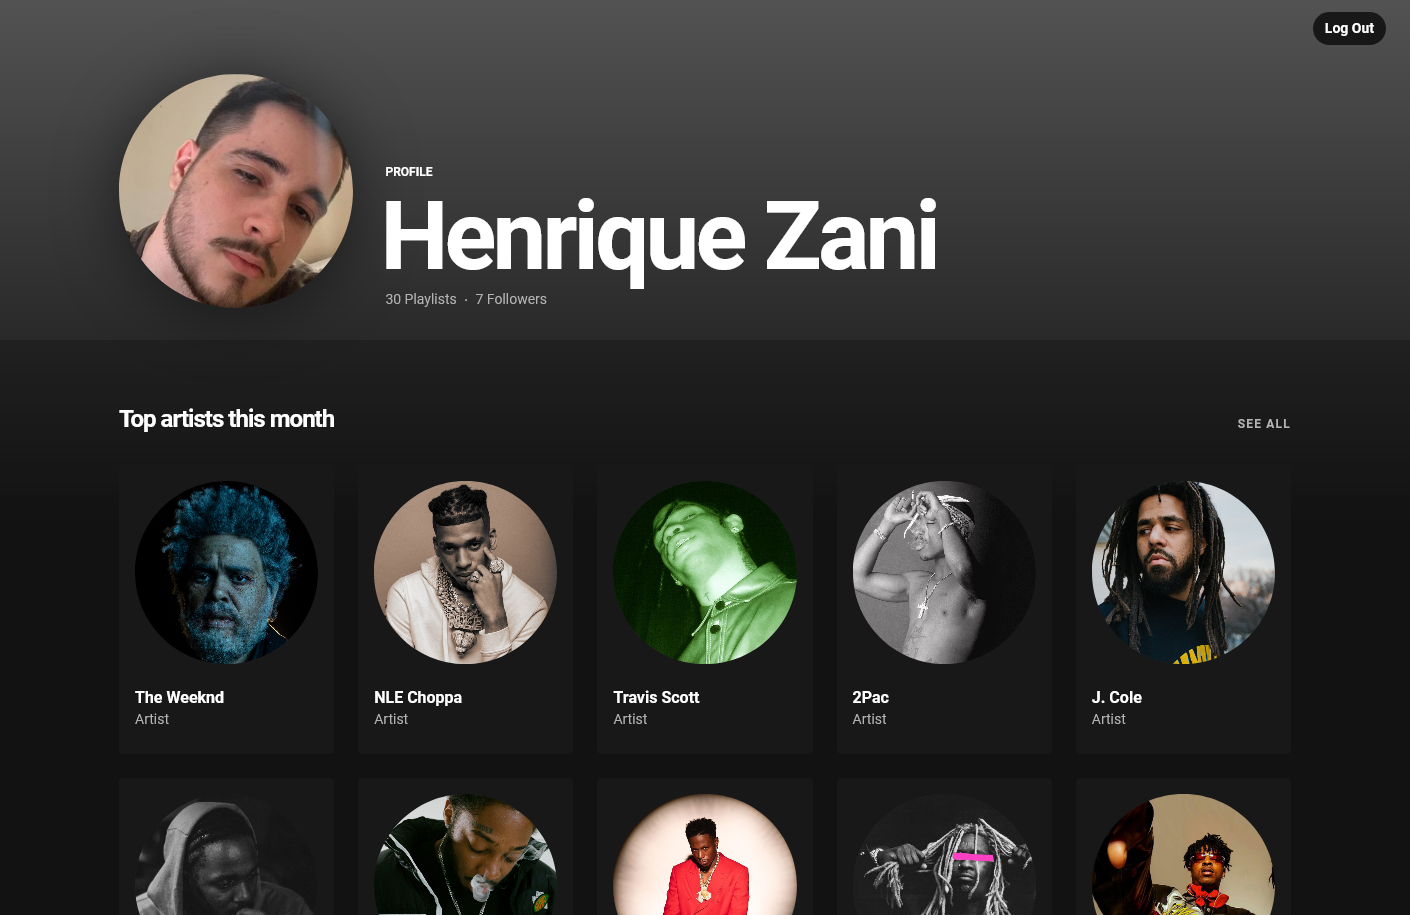 Log Out
PROFILE
Henrique Zani
30 Playlists · 7 Followers
Top artists this month
SEE ALL
The Weeknd
Artist
NLE Choppa
Artist
Travis Scott
Artist
2Pac
Artist
J. Cole
Artist